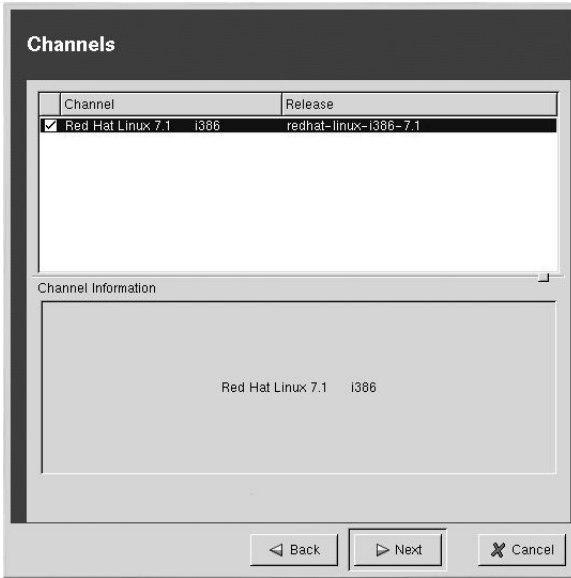 Channels
Channel Release
Red Hat Linux 7.1 i386 redhat-linux-i386-7.1
Channel Information
Red Hat Linux 7.1 i386
Back Next Cancel